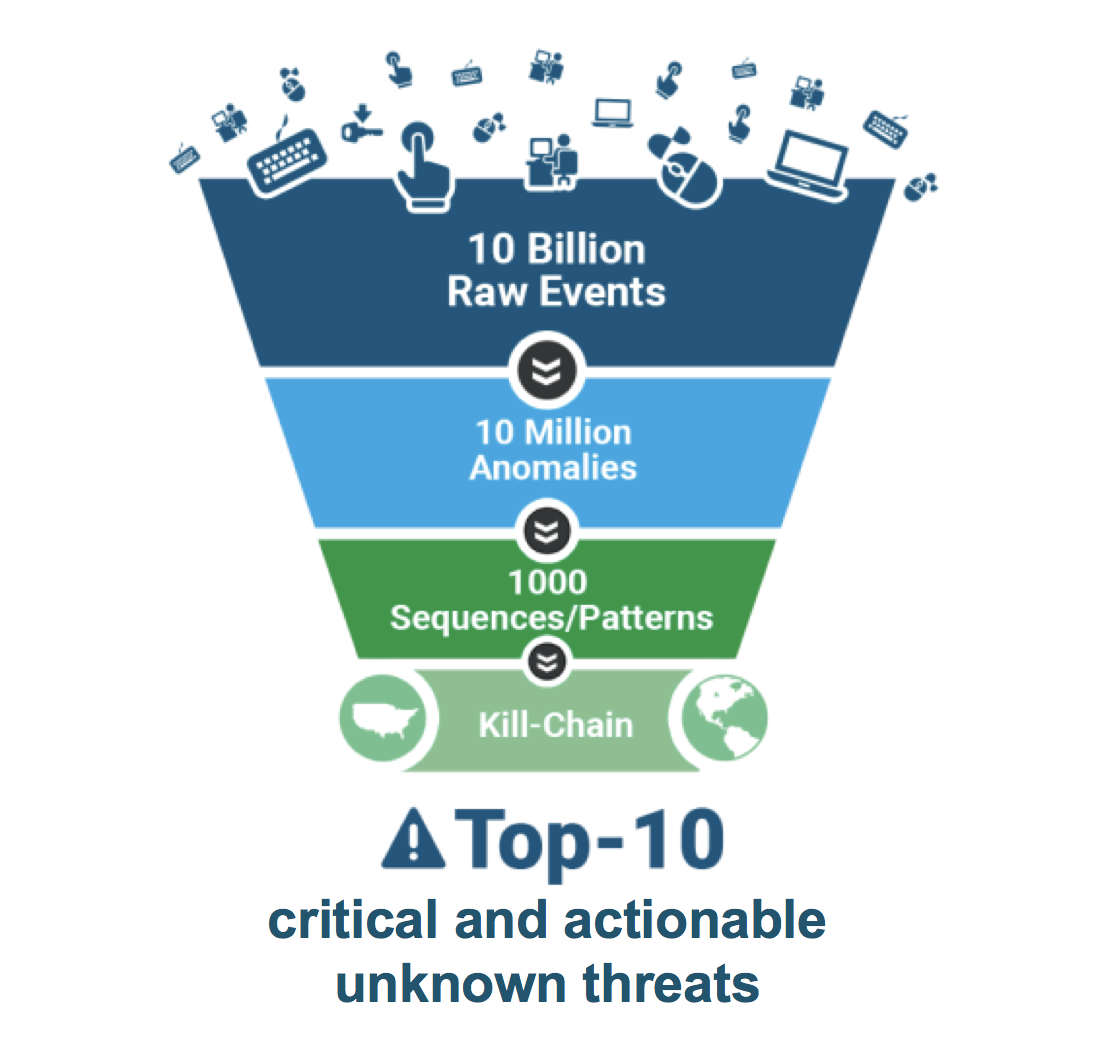 10 Billion
Raw Events
10 Million
Anomalies
1000
Sequences/Patterns
Kill-Chain
Top-10
critical and actionable
unknown threats